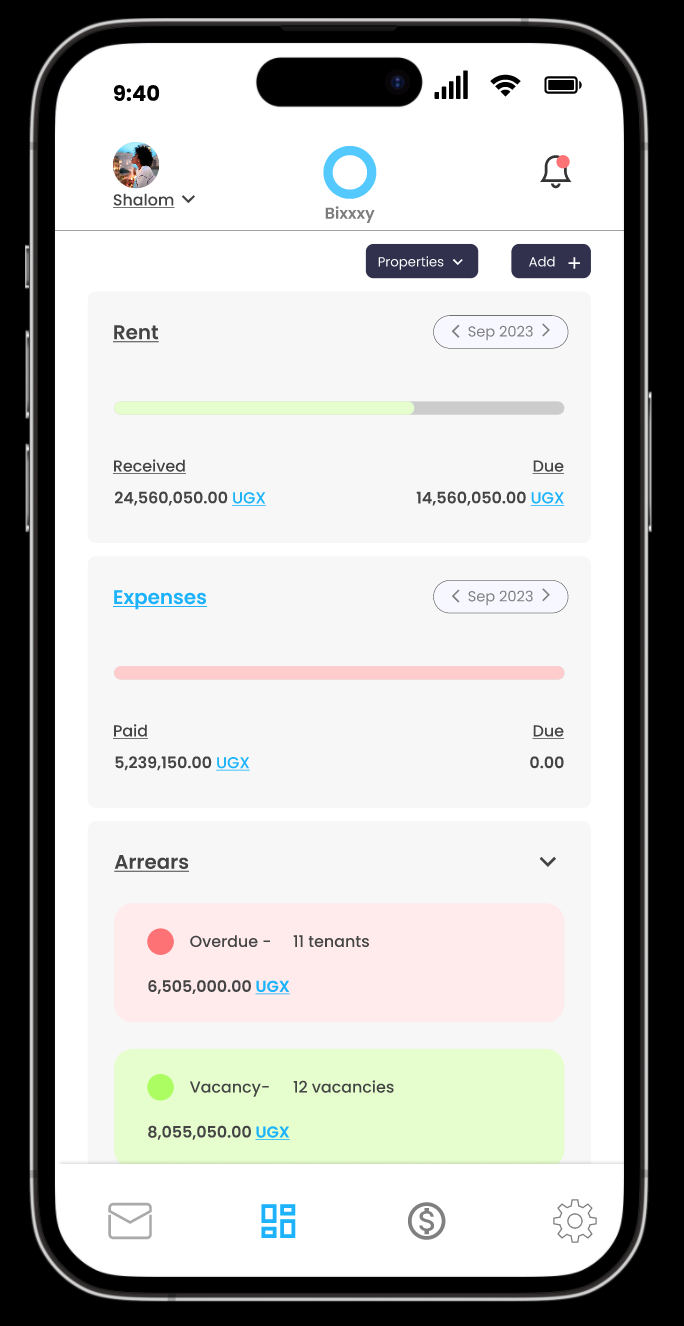 9:40
Shalom
Bixxxy
Properties
Add +
Rent
< Sep 2023 >
Received
Due
24,560,050.00 UGX
14,560,050.00 UGX
Expenses
< Sep 2023 >
Paid
Due
5,239,150.00 UGX
0.00
Arrears
Overdue - 11 tenants
6,505,000.00 UGX
Vacancy- 12 vacancies
8,055,050.00 UGX